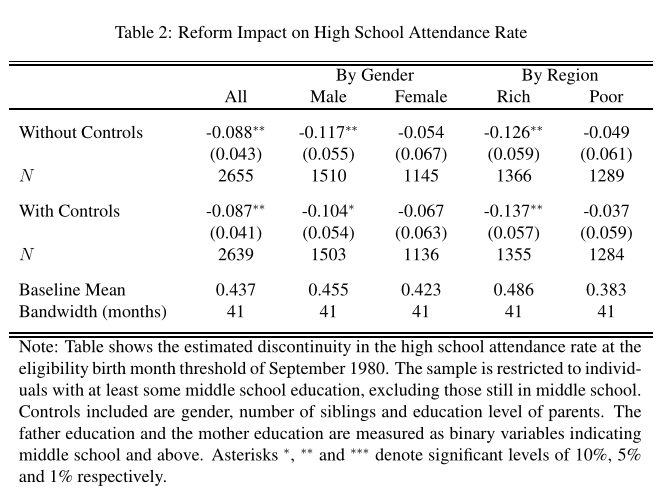 Table 2: Reform Impact on High School Attendance Rate
By Gender By Region
All Male Female Rich Poor
Without Controls -0.088** -0.117** -0.054 -0.126** -0.049
(0.043) (0.055) (0.067) (0.059) (0.061)
N 2655 1510 1145 1366 1289
With Controls -0.087** -0.104* -0.067 -0.137** -0.037
(0.041) (0.054) (0.063) (0.057) (0.059)
N 2639 1503 1136 1355 1284
Baseline Mean 0.437 0.455 0.423 0.486 0.383
Bandwidth (months) 41 41 41 41 41
Note: Table shows the estimated discontinuity in the high school attendance rate at the
eligibility birth month threshold of September 1980. The sample is restricted to individ-
uals with at least some middle school education, excluding those still in middle school.
Controls included are gender, number of siblings and education level of parents. The
father education and the mother education are measured as binary variables indicating
middle school and above. Asterisks *, ** and *** denote significant levels of 10%, 5%
and 1% respectively.